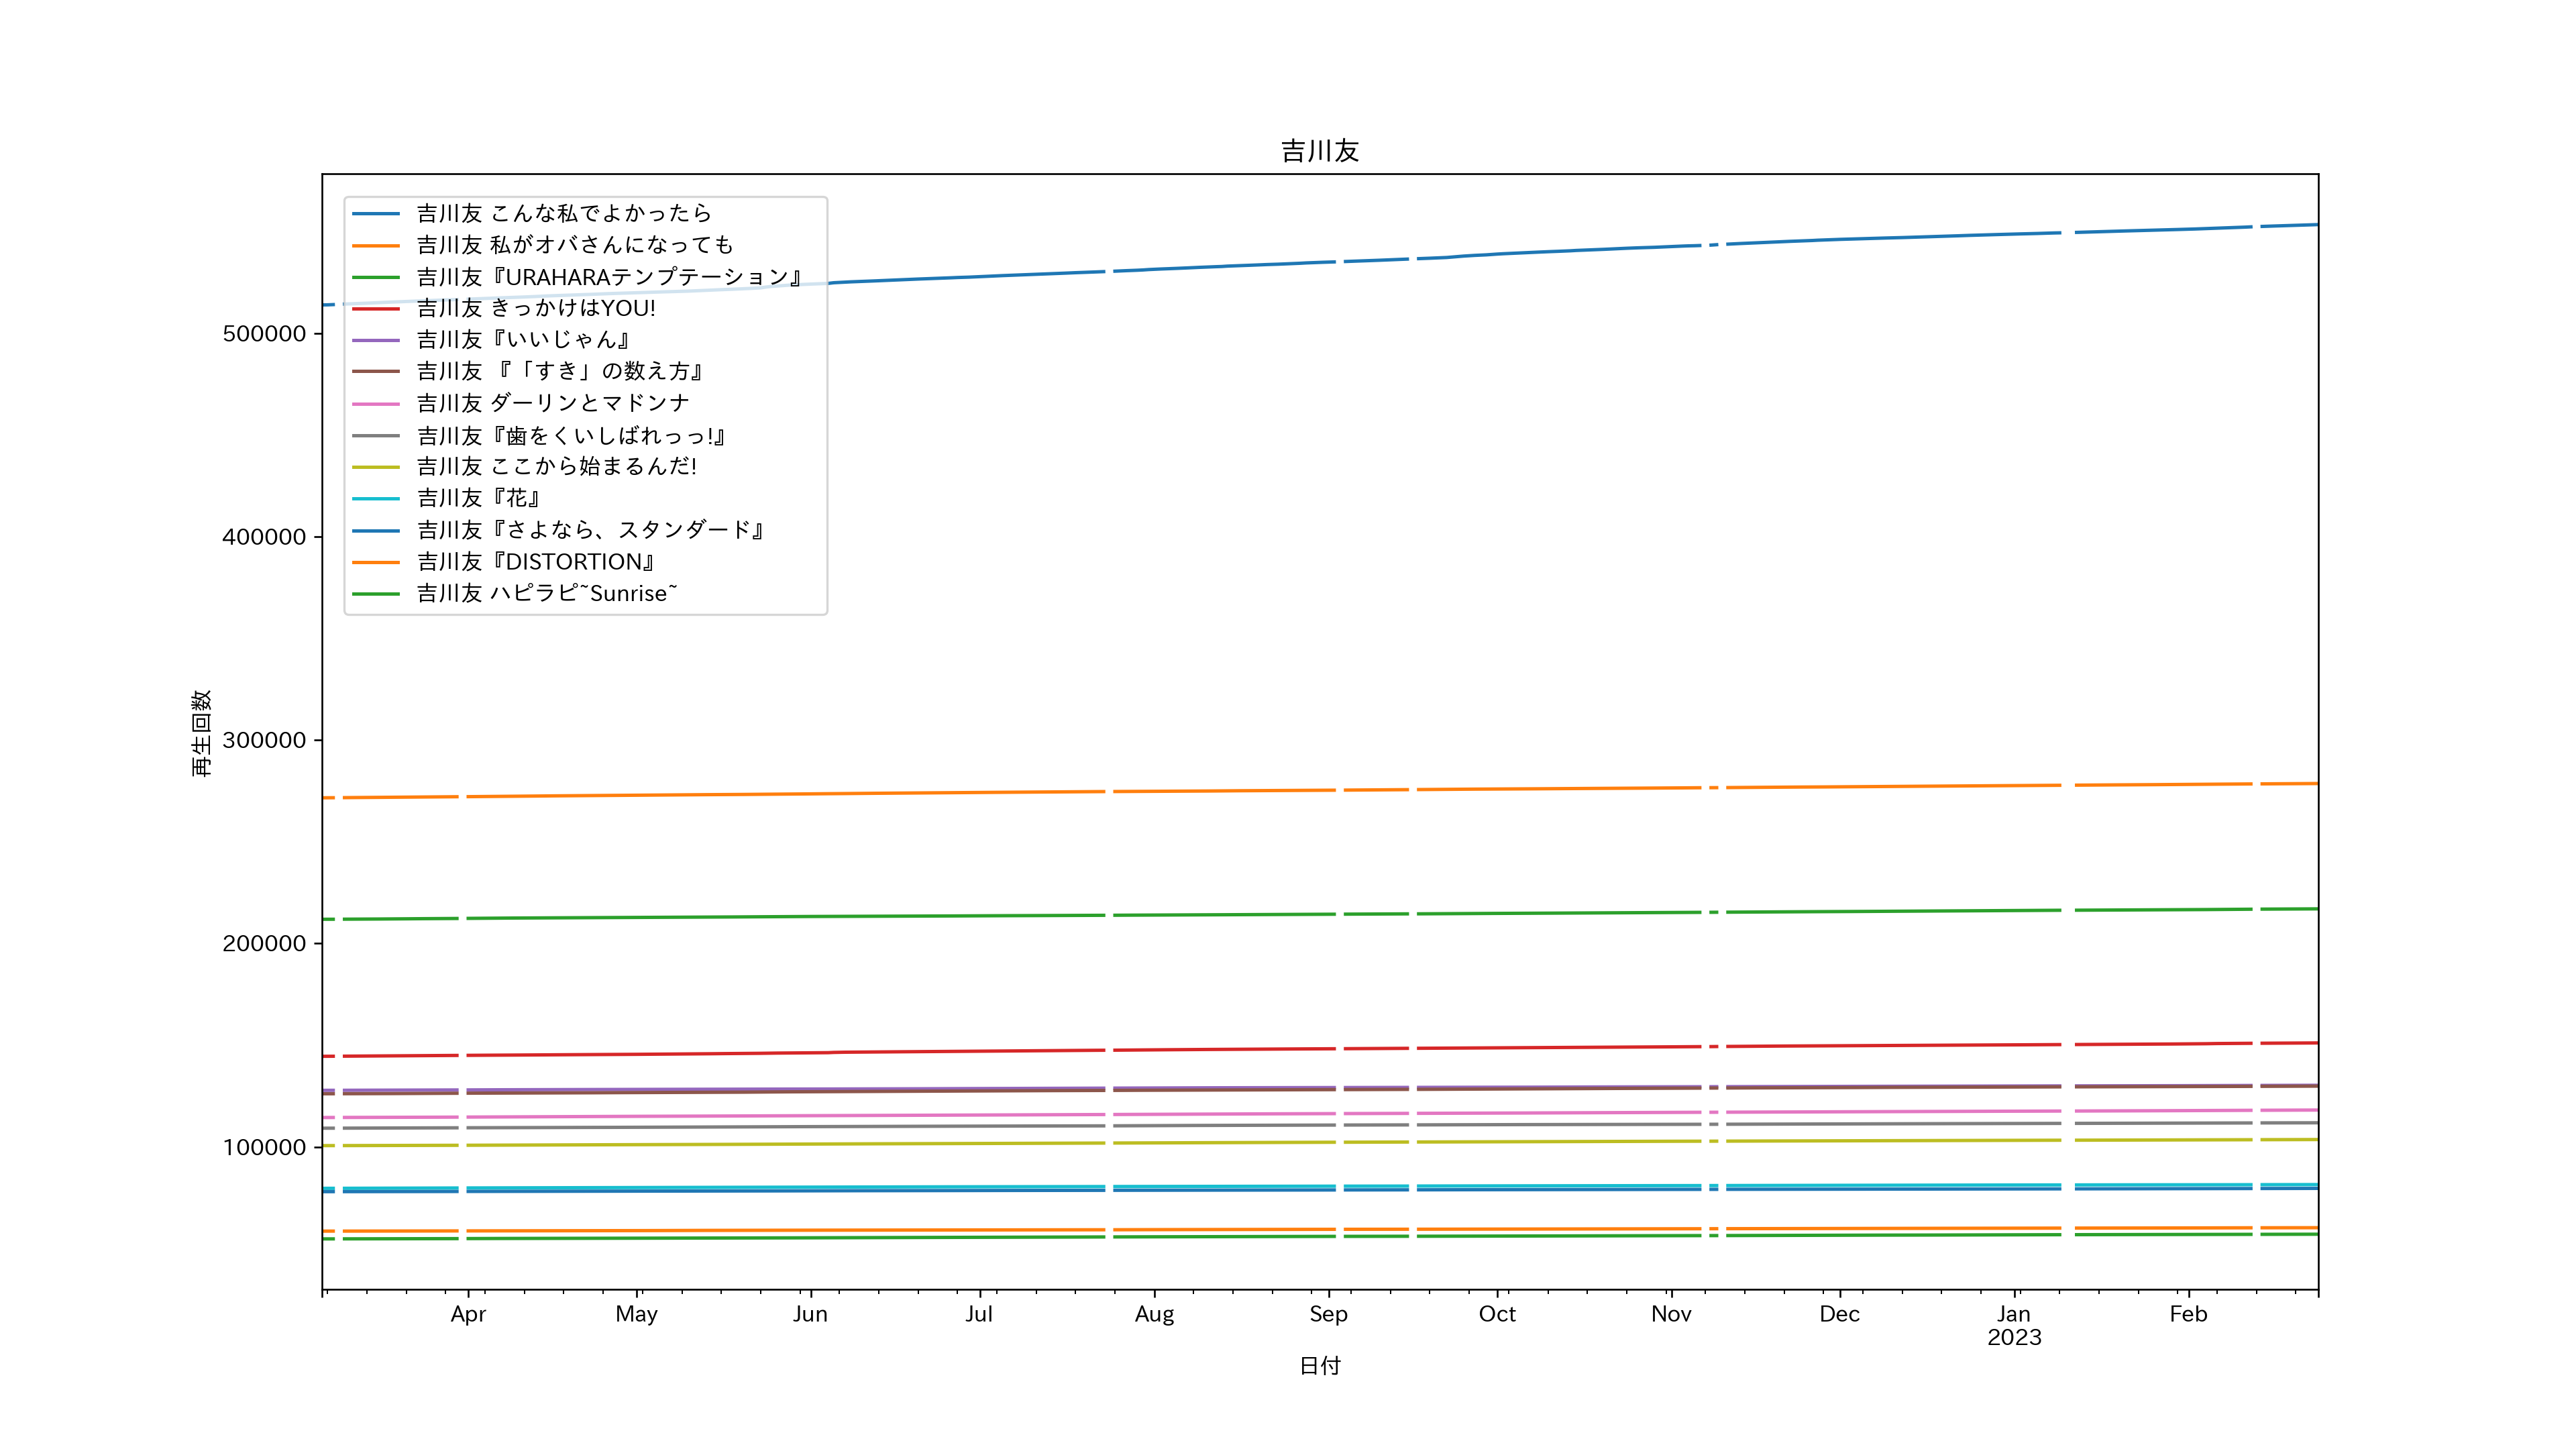 吉川友
吉川友 こんな私でよかったら
吉川友 私がオバさんになっても
吉川友『URAHARAテンプテーション』
吉川友 きっかけはYOU!
吉川友『いいじゃん』
吉川友 『「すき」の数え方』
吉川友 ダーリンとマドンナ
吉川友『歯をくいしばれっっ!』
吉川友 ここから始まるんだ!
吉川友『花』
吉川友『さよなら、スタンダード』
吉川友『DISTORTION』
吉川友 ハピラピ~Sunrise~
再生回数
500000
400000
300000
200000
100000
Apr May Jun Jul Aug Sep Oct Nov Dec Jan Feb
2023
日付